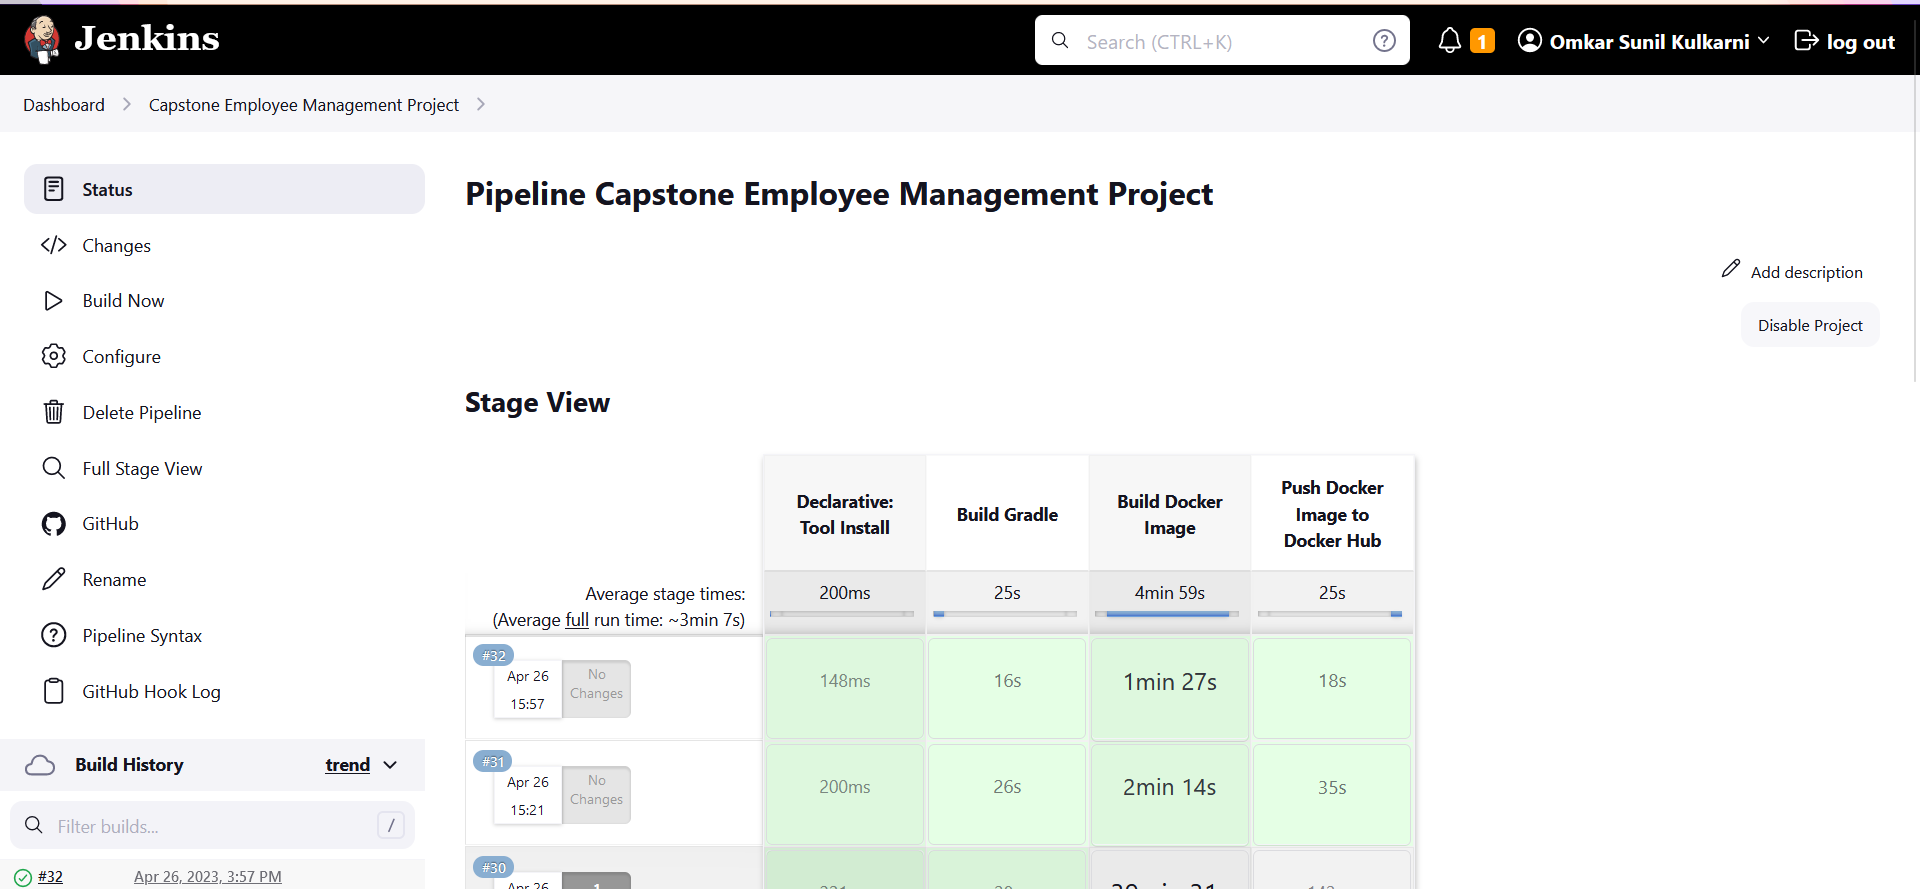 Jenkins
Search (CTRL+K)
?
1
Omkar Sunil Kulkarni
log out
Dashboard
Capstone Employee Management Project
Status
Changes
Build Now
Configure
Delete Pipeline
Full Stage View
GitHub
Rename
Pipeline Syntax
GitHub Hook Log
Build History
trend
Filter builds...
/
#32
Apr 26, 2023, 3:57 PM
Pipeline Capstone Employee Management Project
Add description
Disable Project
Stage View
Declarative:
Tool Install
Build Gradle
Build Docker
Image
Push Docker
Image to
Docker Hub
Average stage times:
(Average full run time: ~3min 7s)
200ms
25s
4min 59s
25s
#32
Apr 26
15:57
No
Changes
148ms
16s
1min 27s
18s
#31
Apr 26
15:21
No
Changes
200ms
26s
2min 14s
35s
#30
Apr 26
1